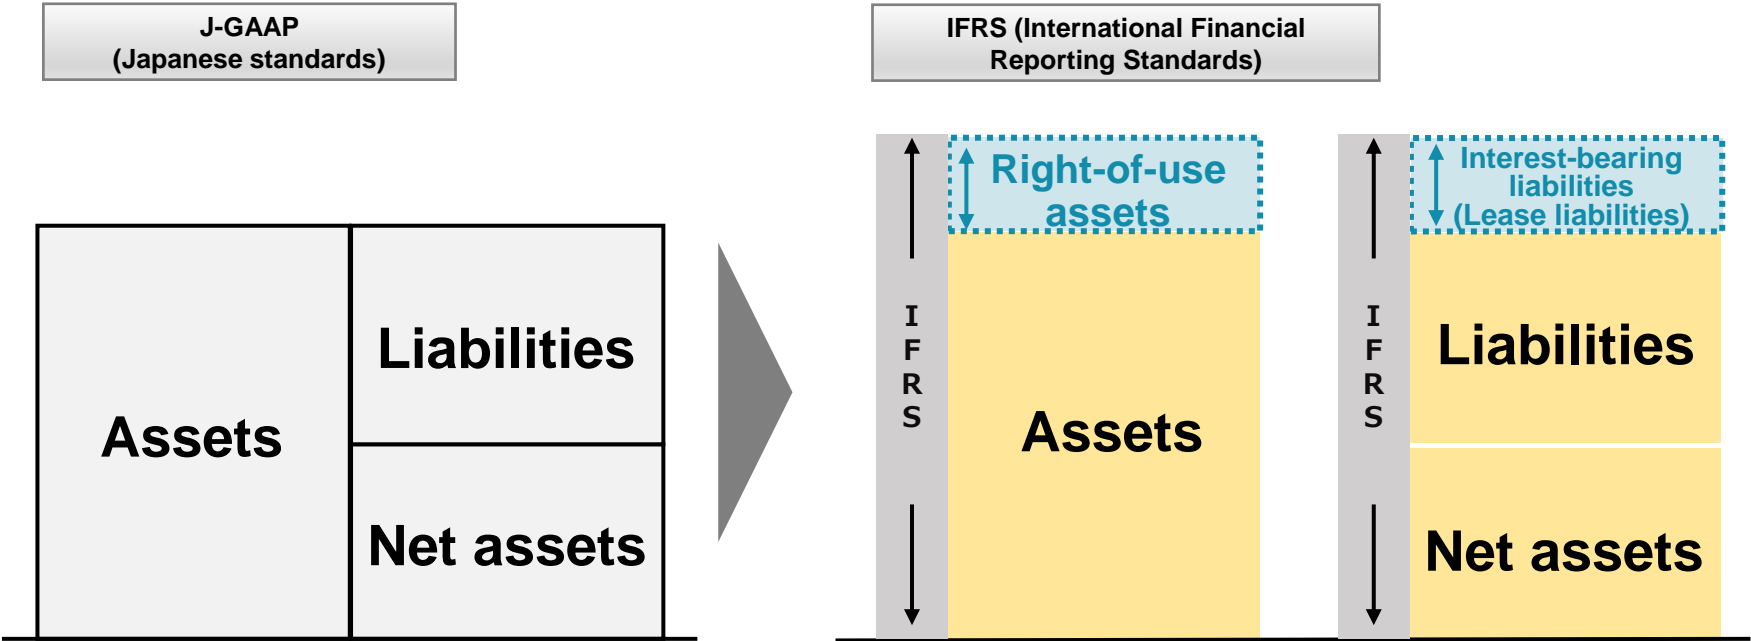 J-GAAP
(Japanese standards)
IFRS (International Financial
Reporting Standards)
Assets
Liabilities
Net assets
I
F
R
S
Right-of-use
assets
Assets
I
F
R
S
Interest-bearing
liabilities
(Lease liabilities)
Liabilities
Net assets